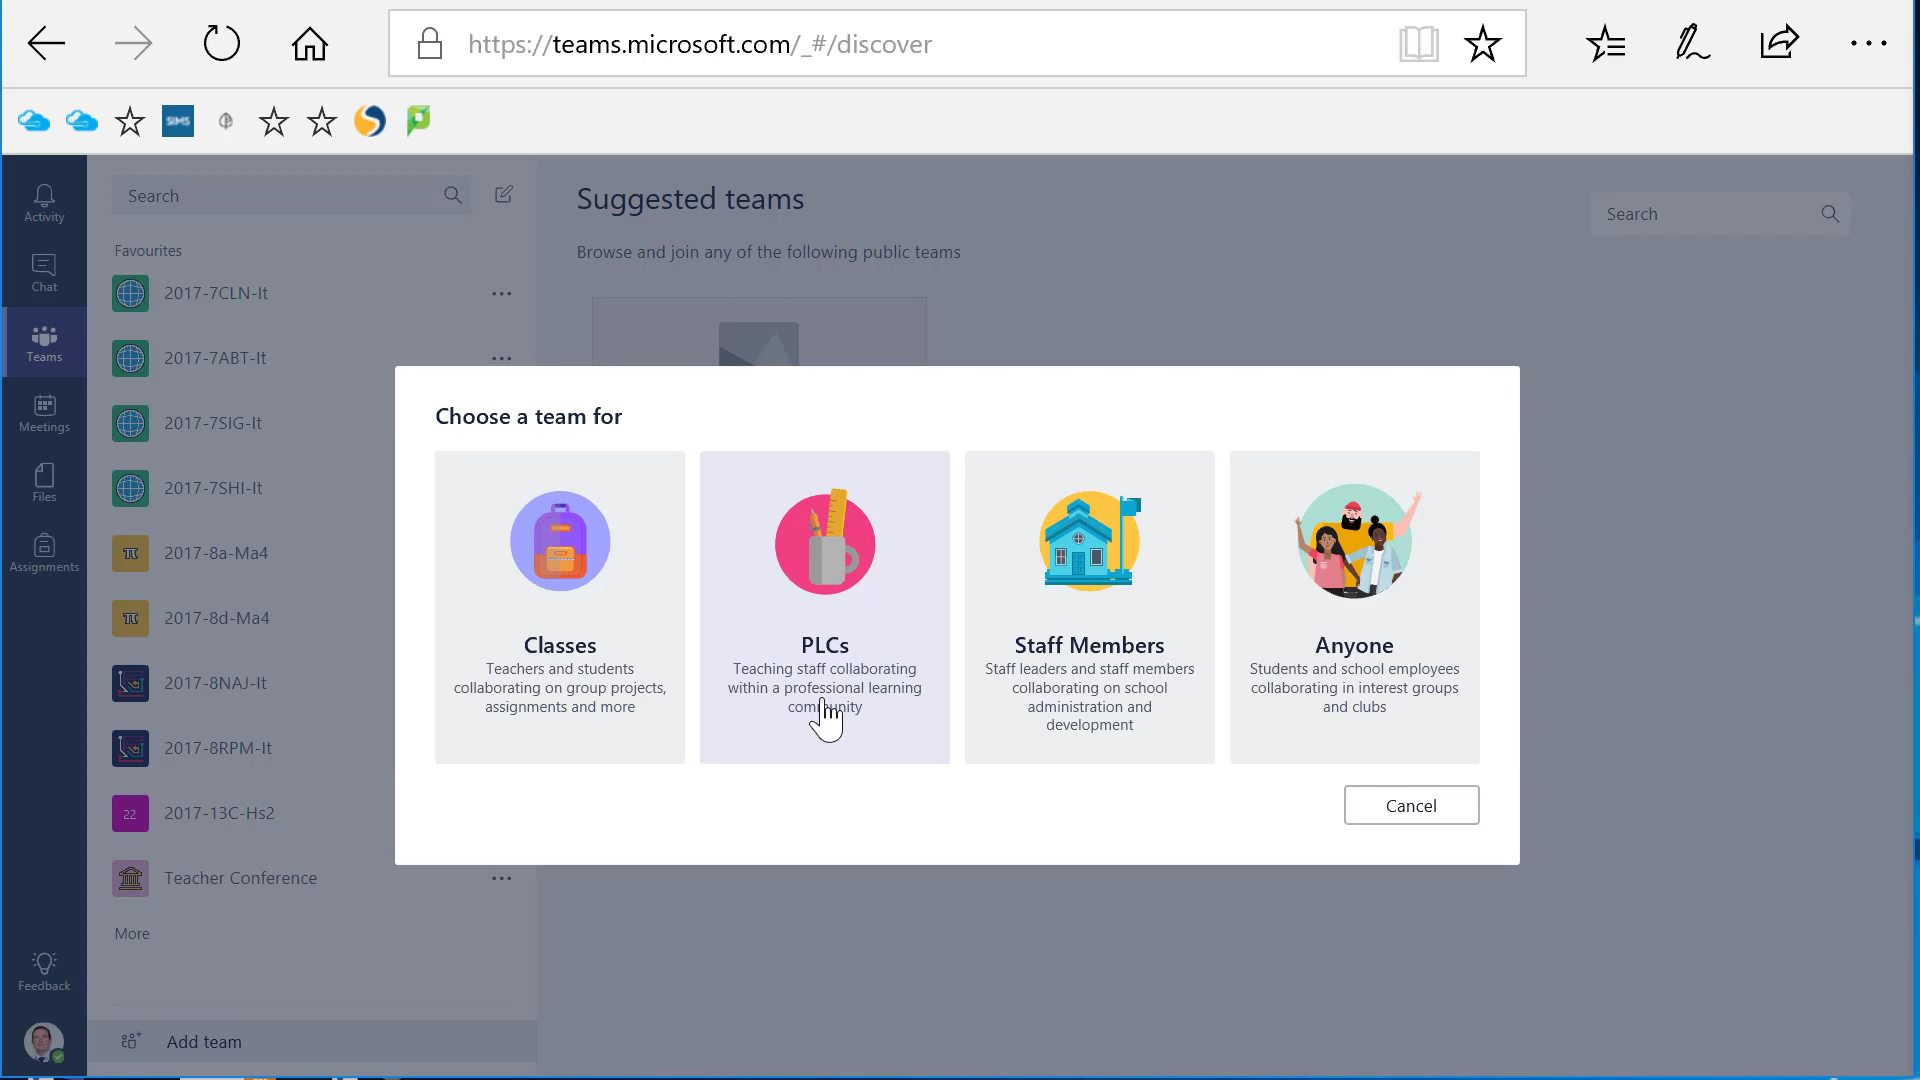 https://teams.microsoft.com/_#/discover
SIMS
Activity
Chat
Teams
Meetings
Files
Assignments
Feedback
Search
Favourites
2017-7CLN-It
2017-7ABT-It
2017-7SIG-It
2017-7SHI-It
π 2017-8a-Ma4
π 2017-8d-Ma4
2017-8NAJ-It
2017-8RPM-It
22 2017-13C-Hs2
Teacher Conference
More
Add team
Suggested teams
Search
Browse and join any of the following public teams
Choose a team for
Classes
Teachers and students
collaborating on group projects,
assignments and more
PLCs
Teaching staff collaborating
within a professional learning
community
Staff Members
Staff leaders and staff members
collaborating on school
administration and
development
Anyone
Students and school employees
collaborating in interest groups
and clubs
Cancel